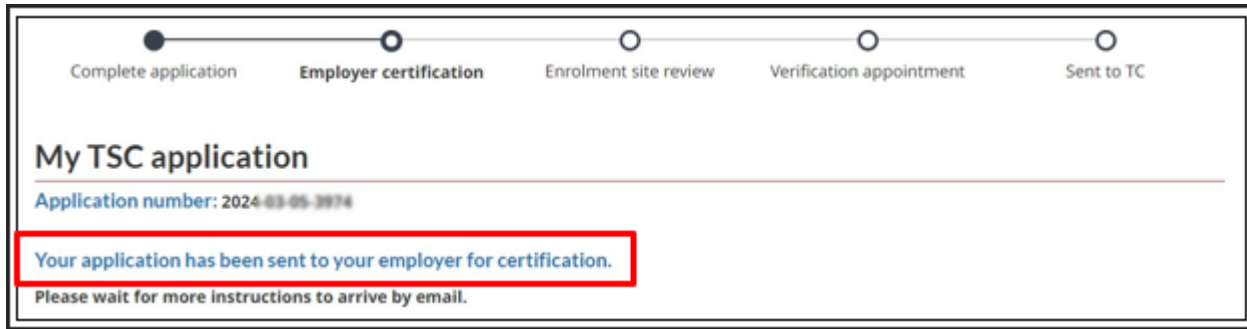 Complete application
Employer certification
Enrolment site review
Verification appointment
Sent to TC
My TSC application
Application number: 2024
Your application has been sent to your employer for certification.
Please wait for more instructions to arrive by email.